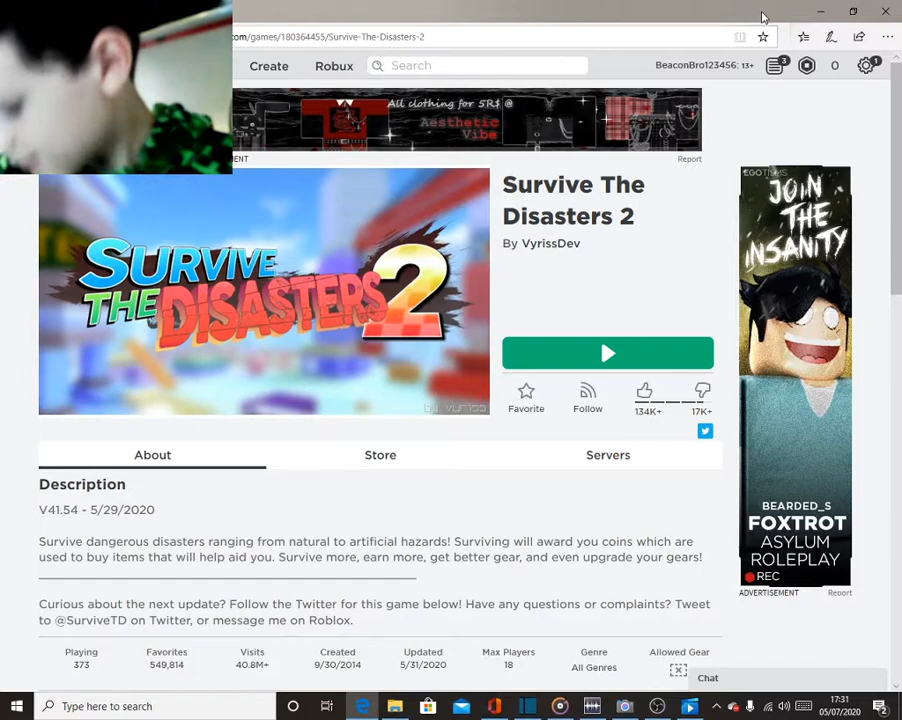 com/games/180364455/Survive-The-Disasters-2
Create
Robux
Search
BeaconBro123456: 13+
3
0
1
All clothing for 5R$ @
Aesthetic
Vibe
Report
SURVIVE
THE DISASTERS 2
by vyriss
Survive The
Disasters 2
By VyrissDev
Favorite
Follow
134K+
17K+
JOIN
THE
INSANITY
BEARDED_S
FOXTROT
ASYLUM
ROLEPLAY
REC
ADVERTISEMENT
Report
About
Store
Servers
Description
V41.54 - 5/29/2020
Survive dangerous disasters ranging from natural to artificial hazards! Surviving will award you coins which are
used to buy items that will help aid you. Survive more, earn more, get better gear, and even upgrade your gears!
Curious about the next update? Follow the Twitter for this game below! Have any questions or complaints? Tweet
to @SurviveTD on Twitter, or message me on Roblox.
Playing
373
Favorites
549,814
Visits
40.8M+
Created
9/30/2014
Updated
5/31/2020
Max Players
18
Genre
All Genres
Allowed Gear
Chat
Type here to search
17:31
05/07/2020
2